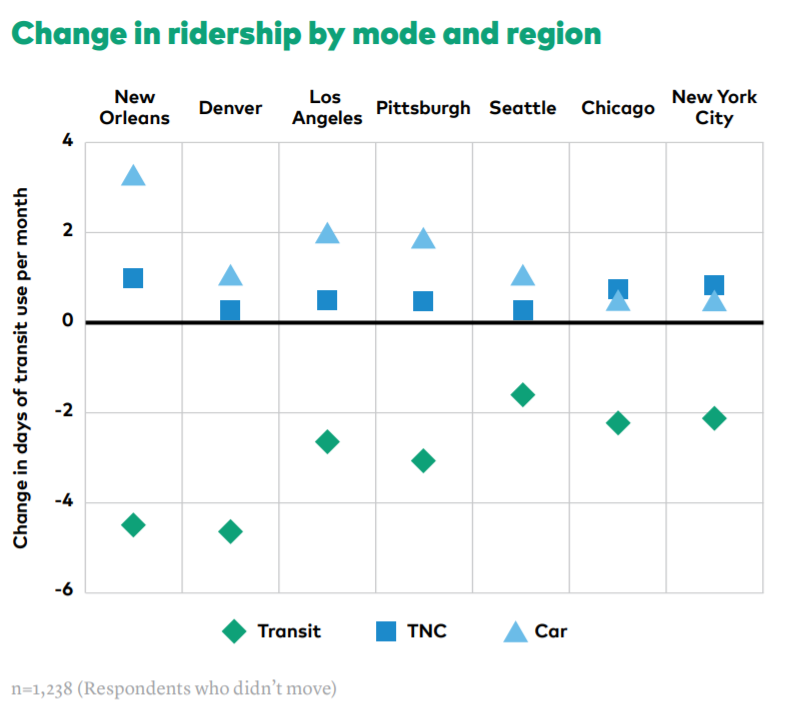 Change in ridership by mode and region
New
Orleans
Denver
Los
Angeles
Pittsburgh
Seattle
Chicago
New York
City
Change in days of transit use per month
4
2
0
-2
-4
-6
Transit
TNC
Car
n=1,238 (Respondents who didn’t move)